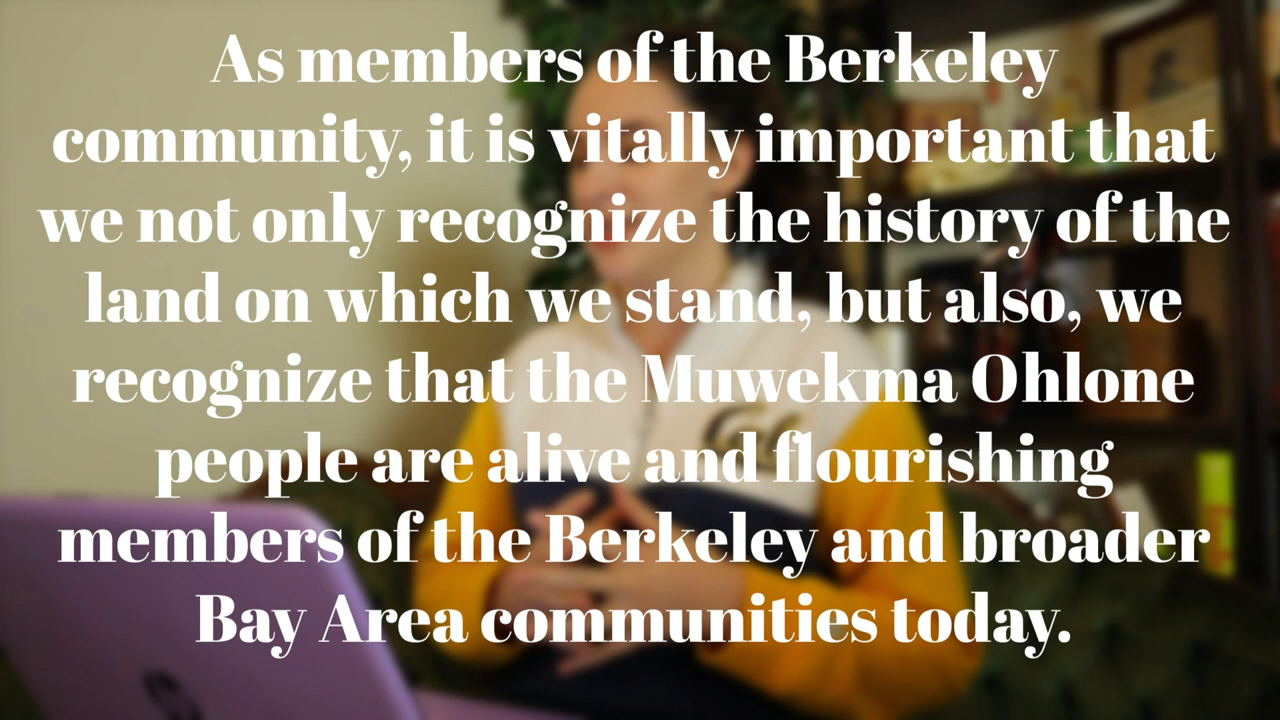 As members of the Berkeley
community, it is vitally important that
we not only recognize the history of the
land on which we stand, but also, we
recognize that the Muwekma Ohlone
people are alive and flourishing
members of the Berkeley and broader
Bay Area communities today.